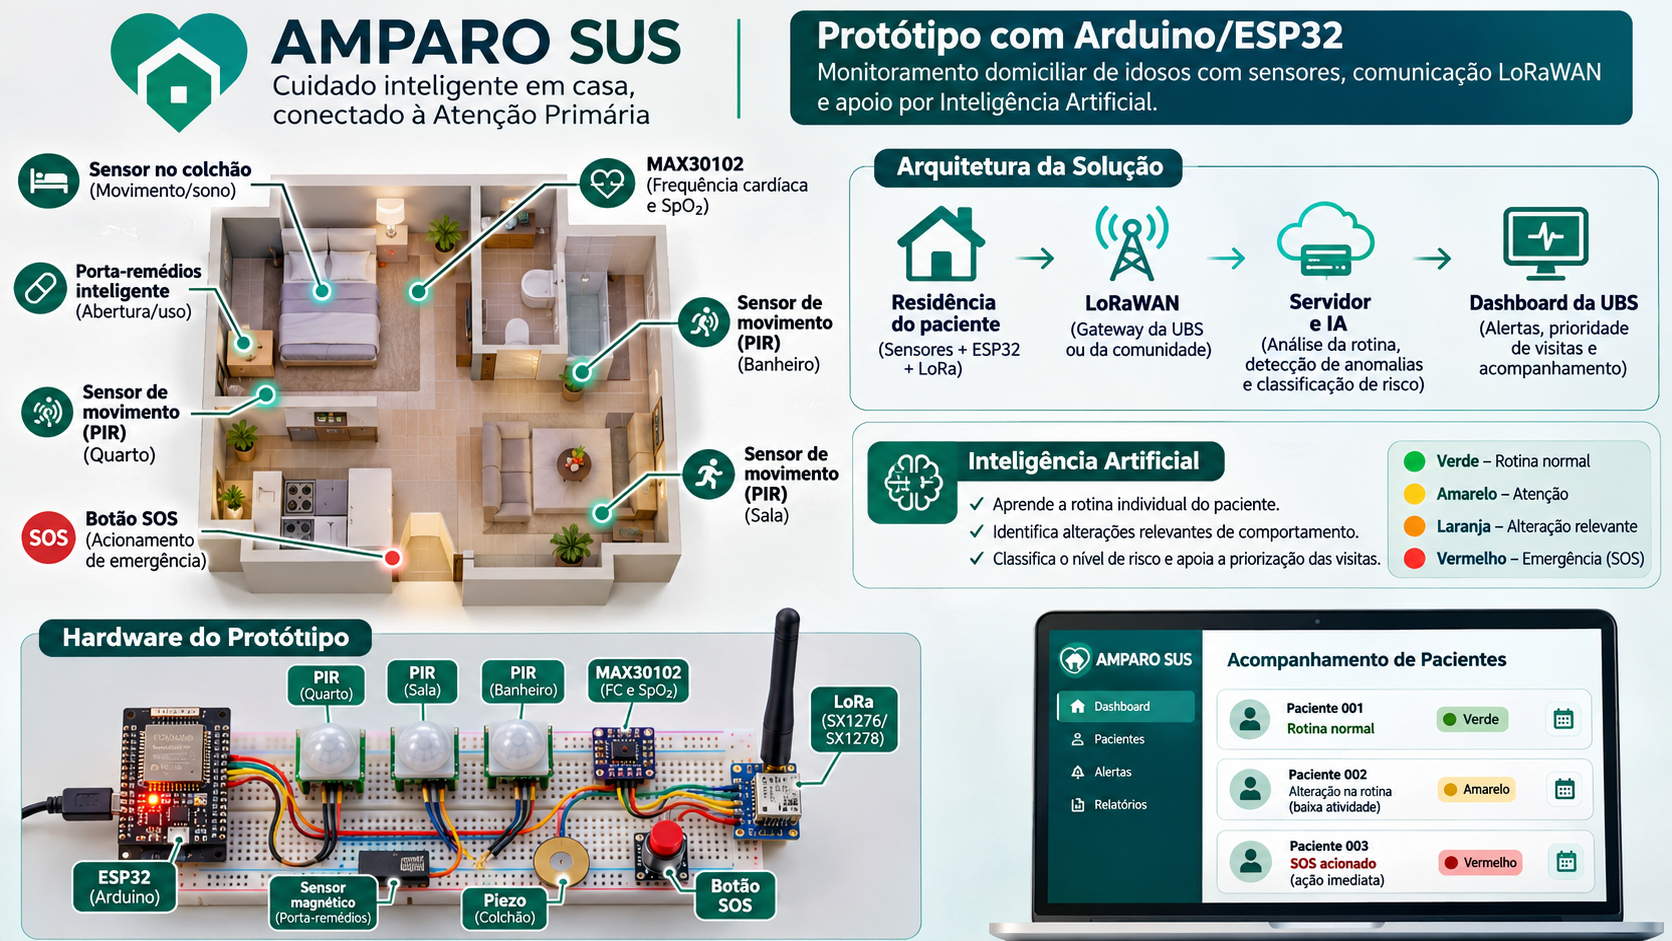 AMPARO SUS
Cuidado inteligente em casa,
conectado à Atenção Primária
Protótipo com Arduino/ESP32
Monitoramento domiciliar de idosos com sensores, comunicação LoRaWAN
e apoio por Inteligência Artificial.
Sensor no colchão
(Movimento/sono)
MAX30102
(Frequência cardíaca
e SpO₂)
Porta-remédios
inteligente
(Abertura/uso)
Sensor de
movimento
(PIR)
(Banheiro)
Sensor de
movimento
(PIR)
(Quarto)
Sensor de
movimento
(PIR)
(Sala)
SOS
Botão SOS
(Acionamento
de emergência)
Arquitetura da Solução
Residência
do paciente
(Sensores + ESP32
+ LoRa)
LoRaWAN
(Gateway da UBS
ou da comunidade)
Servidor
e IA
(Análise da rotina,
detecção de anomalias
e classificação de risco)
Dashboard da UBS
(Alertas, prioridade
de visitas e
acompanhamento)
Inteligência Artificial
✓ Aprende a rotina individual do paciente.
✓ Identifica alterações relevantes de comportamento.
✓ Classifica o nível de risco e apoia a priorização das visitas.
Verde – Rotina normal
Amarelo – Atenção
Laranja – Alteração relevante
Vermelho – Emergência (SOS)
Hardware do Protótıipo
PIR
(Quarto)
PIR
(Sala)
PIR
(Banheiro)
MAX30102
(FC e SpO₂)
LoRa
(SX1276/
SX1278)
ESP32
(Arduino)
Sensor
magnético
(Porta-remédios)
Piezo
(Colchão)
Botão
SOS
AMPARO SUS
Dashboard
Pacientes
Alertas
Relatórios
Acompanhamento de Pacientes
Paciente 001
Rotina normal
Verde
Paciente 002
Alteração na rotina
(baixa atividade)
Amarelo
Paciente 003
SOS acionado
(ação imediata)
Vermelho